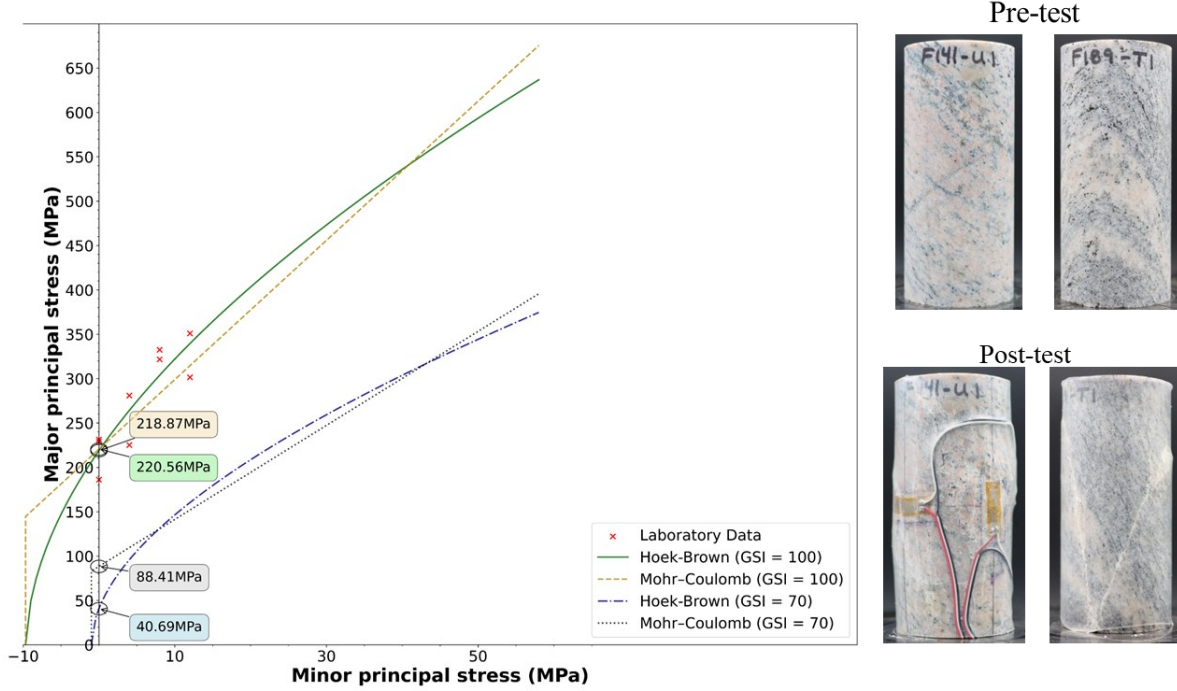 Pre-test
F141-U.1
F189-T1
Post-test
41-U.1
T1
Major principal stress (MPa)
650
600
550
500
450
400
350
300
250
200
150
100
50
0
218.87MPa
220.56MPa
88.41MPa
40.69MPa
Laboratory Data
Hoek-Brown (GSI = 100)
Mohr–Coulomb (GSI = 100)
Hoek-Brown (GSI = 70)
Mohr–Coulomb (GSI = 70)
−10
10
30
50
Minor principal stress (MPa)